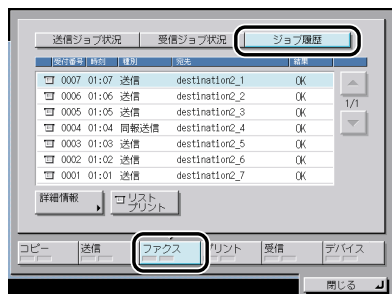 送信ジョブ状況 受信ジョブ状況 ジョブ履歴
受付番号 時刻 種別 宛先 結果
0007 01:07 送信 destination2_1 OK
0006 01:06 送信 destination2_2 OK
0005 01:05 送信 destination2_3 OK
0004 01:04 同報送信 destination2_4 OK
0003 01:03 送信 destination2_5 OK
0002 01:02 送信 destination2_6 OK
0001 01:01 送信 destination2_7 OK
1/1
詳細情報 リスト
プリント
コピー 送信 ファクス プリント 受信 デバイス
閉じる